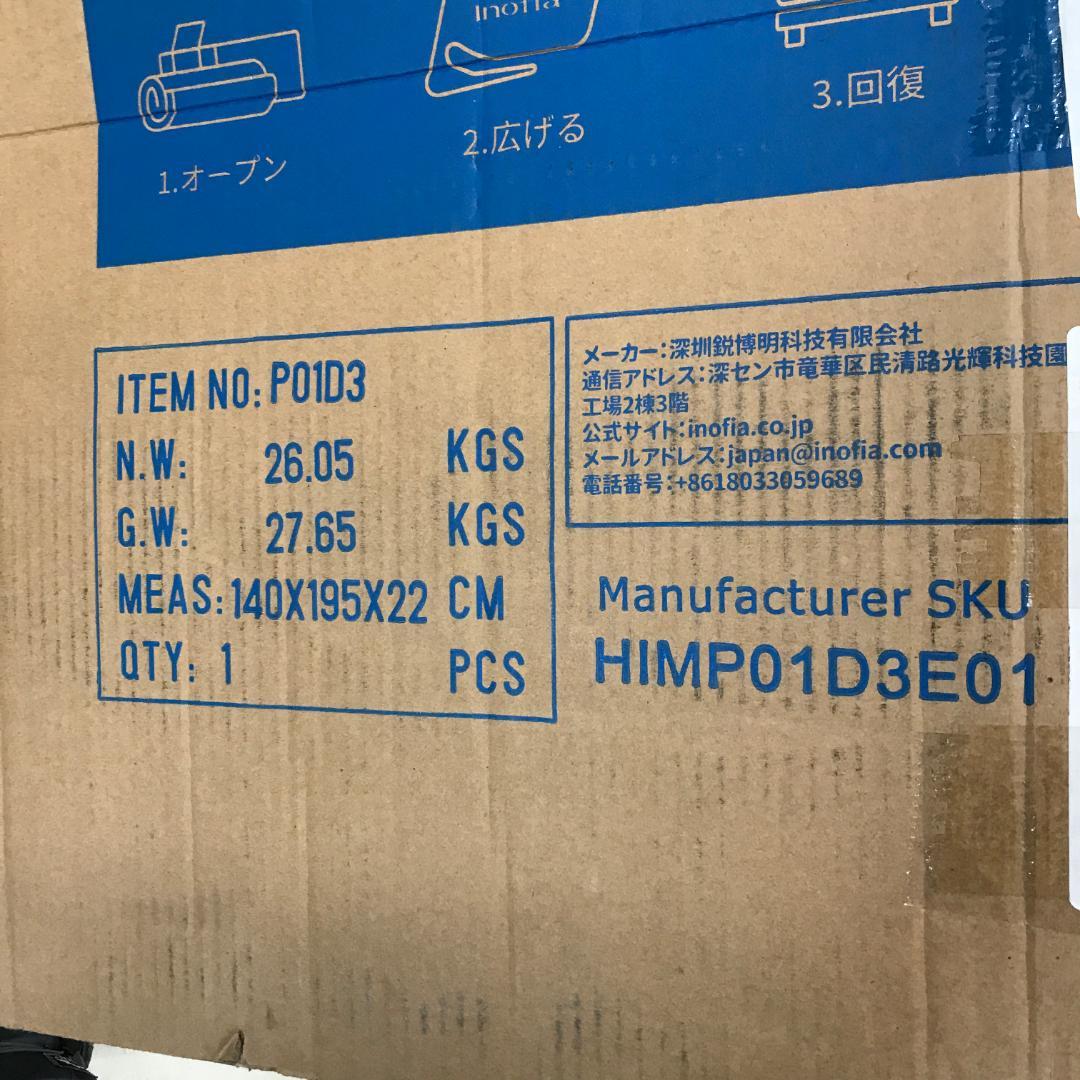 Inofia
1.オープン
2.広げる
3.回復
ITEM NO: P01D3
N.W: 26.05 KGS
G.W: 27.65 KGS
MEAS: 140X195X22 CM
QTY: 1 PCS
メーカー：深圳鋭博明科技有限会社
通信アドレス：深セン市竜華区民清路光輝科技園
工場2棟3階
公式サイト：inofia.co.jp
メールアドレス：japan@inofia.com
電話番号：+8618033059689
Manufacturer SKU
HIMP01D3E01